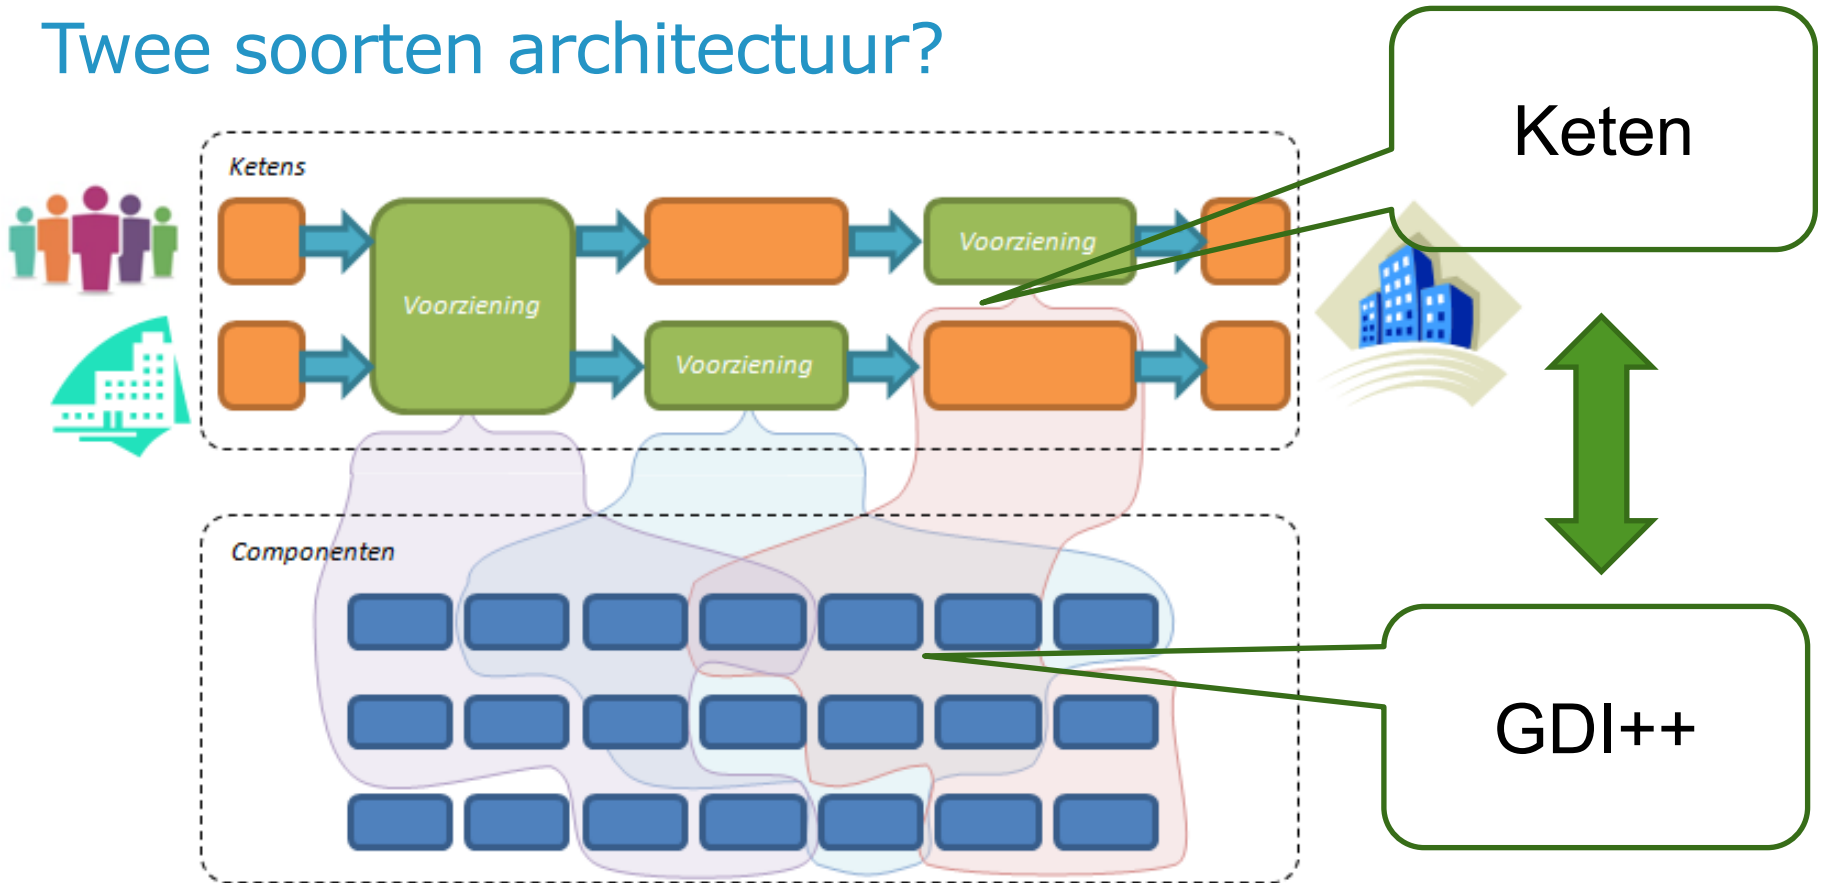 Twee soorten architectuur?
Keten
Ketens
Voorziening
Voorziening
Voorziening
Componenten
GDI++